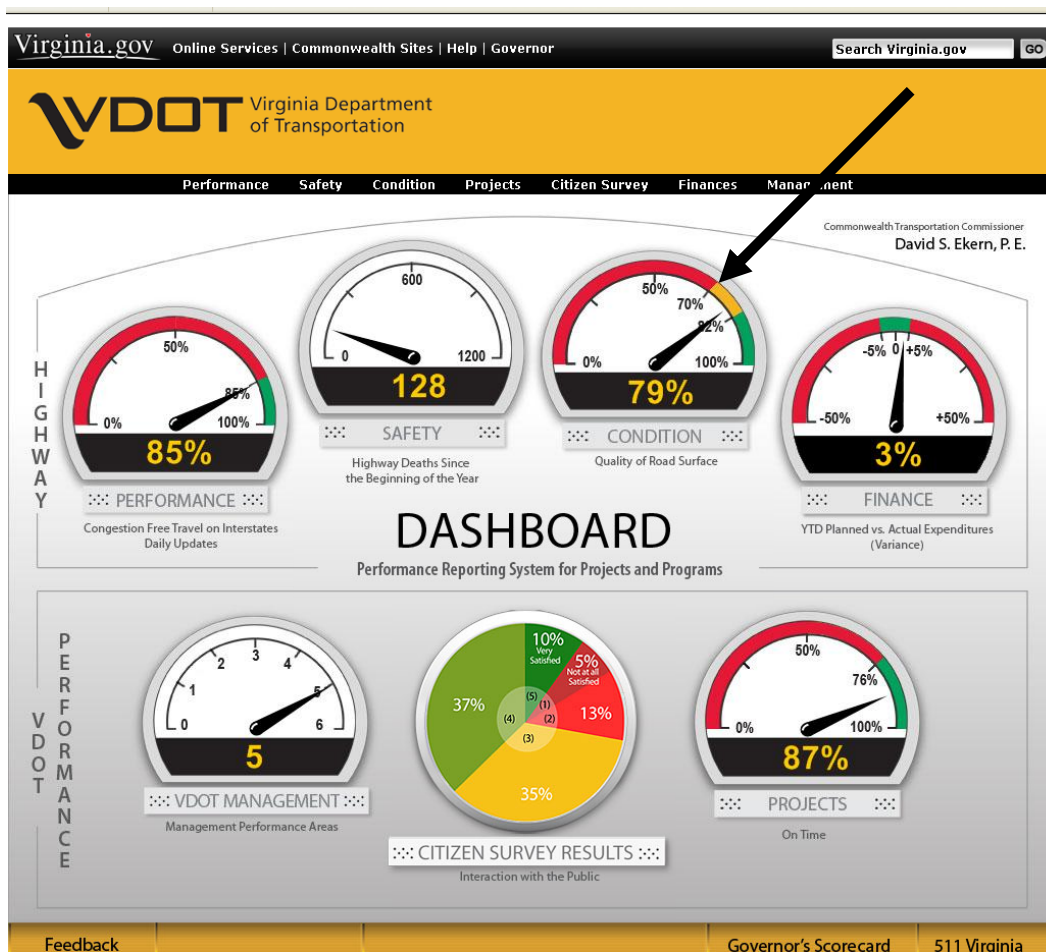 Virginia.gov Online Services | Commonwealth Sites | Help | Governor Search Virginia.gov GO
VDOT Virginia Department
of Transportation
Performance Safety Condition Projects Citizen Survey Finances Management
Commonwealth Transportation Commissioner
David S. Ekern, P. E.
HIGHWAY
0% 50% 85% 100%
85%
PERFORMANCE
Congestion Free Travel on Interstates
Daily Updates
0 600 1200
128
SAFETY
Highway Deaths Since
the Beginning of the Year
0% 50% 70% 82% 100%
79%
CONDITION
Quality of Road Surface
-50% -5% 0 +5% +50%
3%
FINANCE
YTD Planned vs. Actual Expenditures
(Variance)
DASHBOARD
Performance Reporting System for Projects and Programs
VDOT
PERFORMANCE
0 1 2 3 4 5 6
5
VDOT MANAGEMENT
Management Performance Areas
10%
Very
Satisfied
5%
Not at all
Satisfied
37%
13%
35%
(5)
(1)
(4)
(2)
(3)
CITIZEN SURVEY RESULTS
Interaction with the Public
0% 50% 76% 100%
87%
PROJECTS
On Time
Feedback Governor's Scorecard 511 Virginia